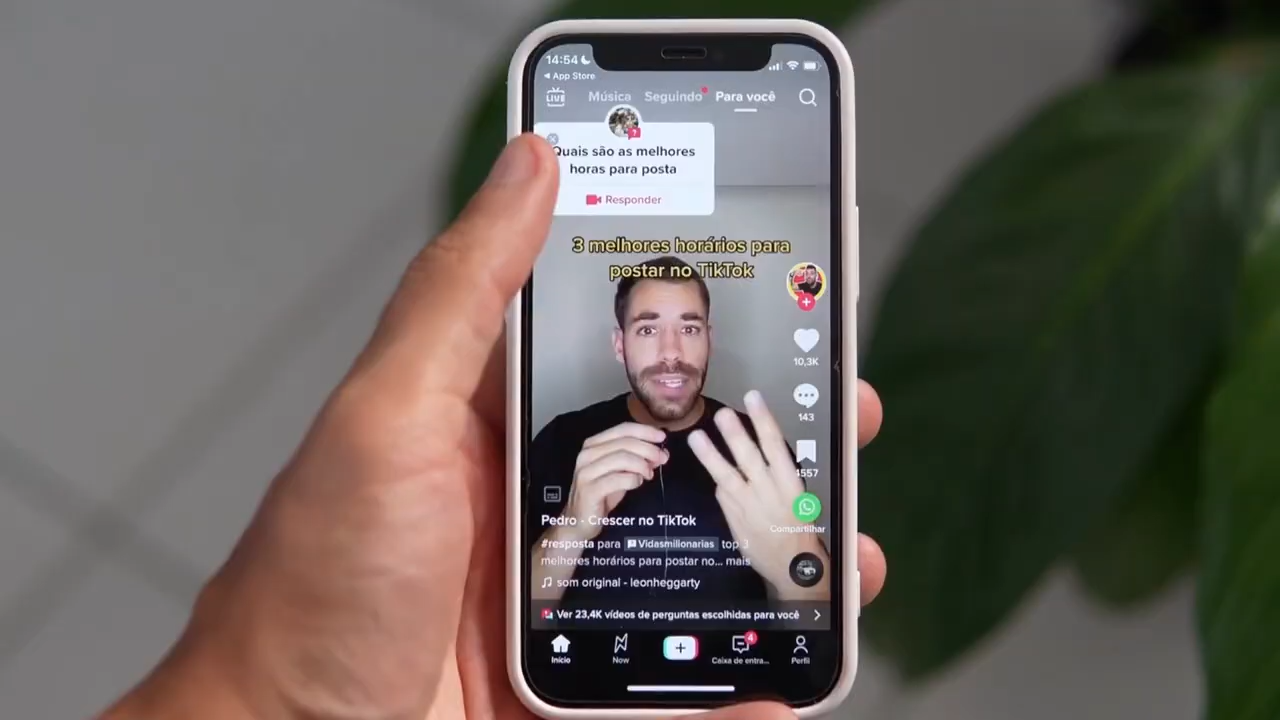 14:54
App Store
LIVE
Música
Seguindo
Para você
Quais são as melhores
horas para posta
Responder
3 melhores horários para
postar no TikTok
10,3K
143
1557
Compartilhar
Pedro - Crescer no TikTok
#resposta para Vidasmilionarias top 3
melhores horários para postar no... mais
som original - leonheggarty
Ver 23,4K vídeos de perguntas escolhidas para você
Início
Now
4
Caixa de entra...
Perfil